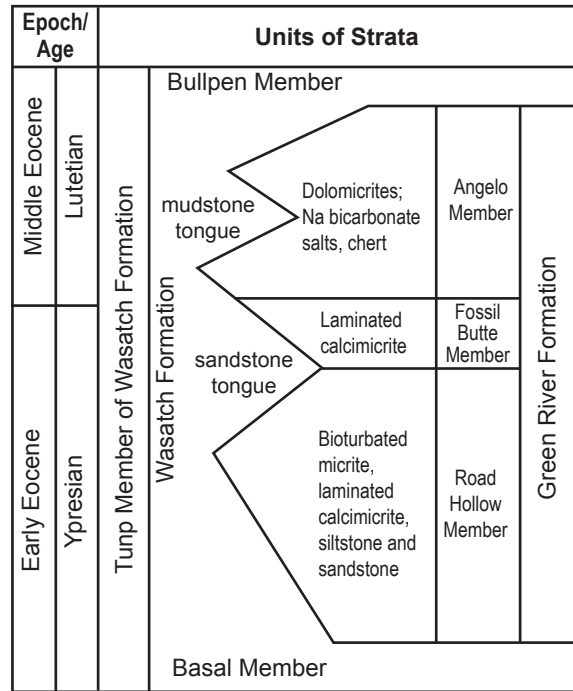 Epoch/
Age
Units of Strata
Middle Eocene
Lutetian
Early Eocene
Ypresian
Tunp Member of Wasatch Formation
Wasatch Formation
Bullpen Member
mudstone
tongue
Dolomicrites;
Na bicarbonate
salts, chert
Angelo
Member
sandstone
tongue
Laminated
calcimicrite
Fossil
Butte
Member
Bioturbated
micrite,
laminated
calcimicrite,
siltstone and
sandstone
Road
Hollow
Member
Green River Formation
Basal Member